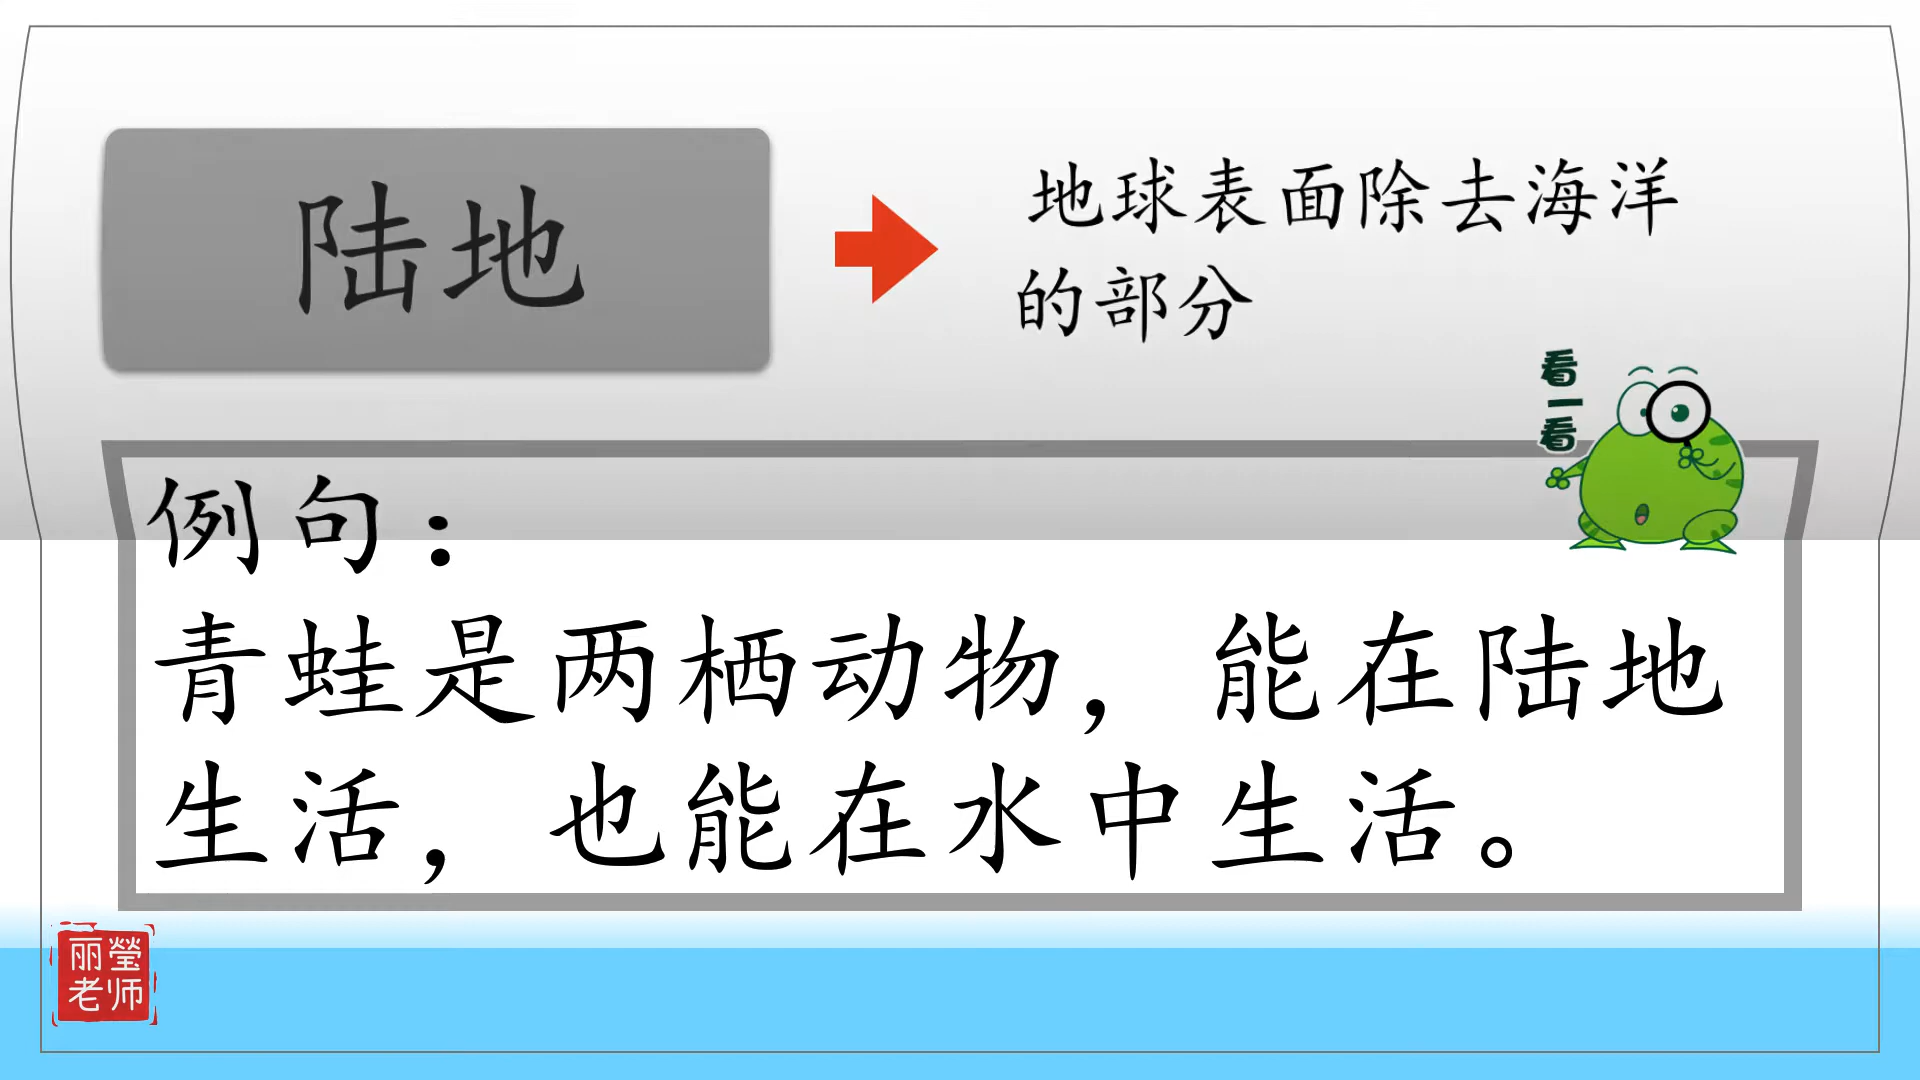 陆地
地球表面除去海洋
的部分
看一看
例句：
青蛙是两栖动物，能在陆地
生活，也能在水中生活。
丽瑩
老师